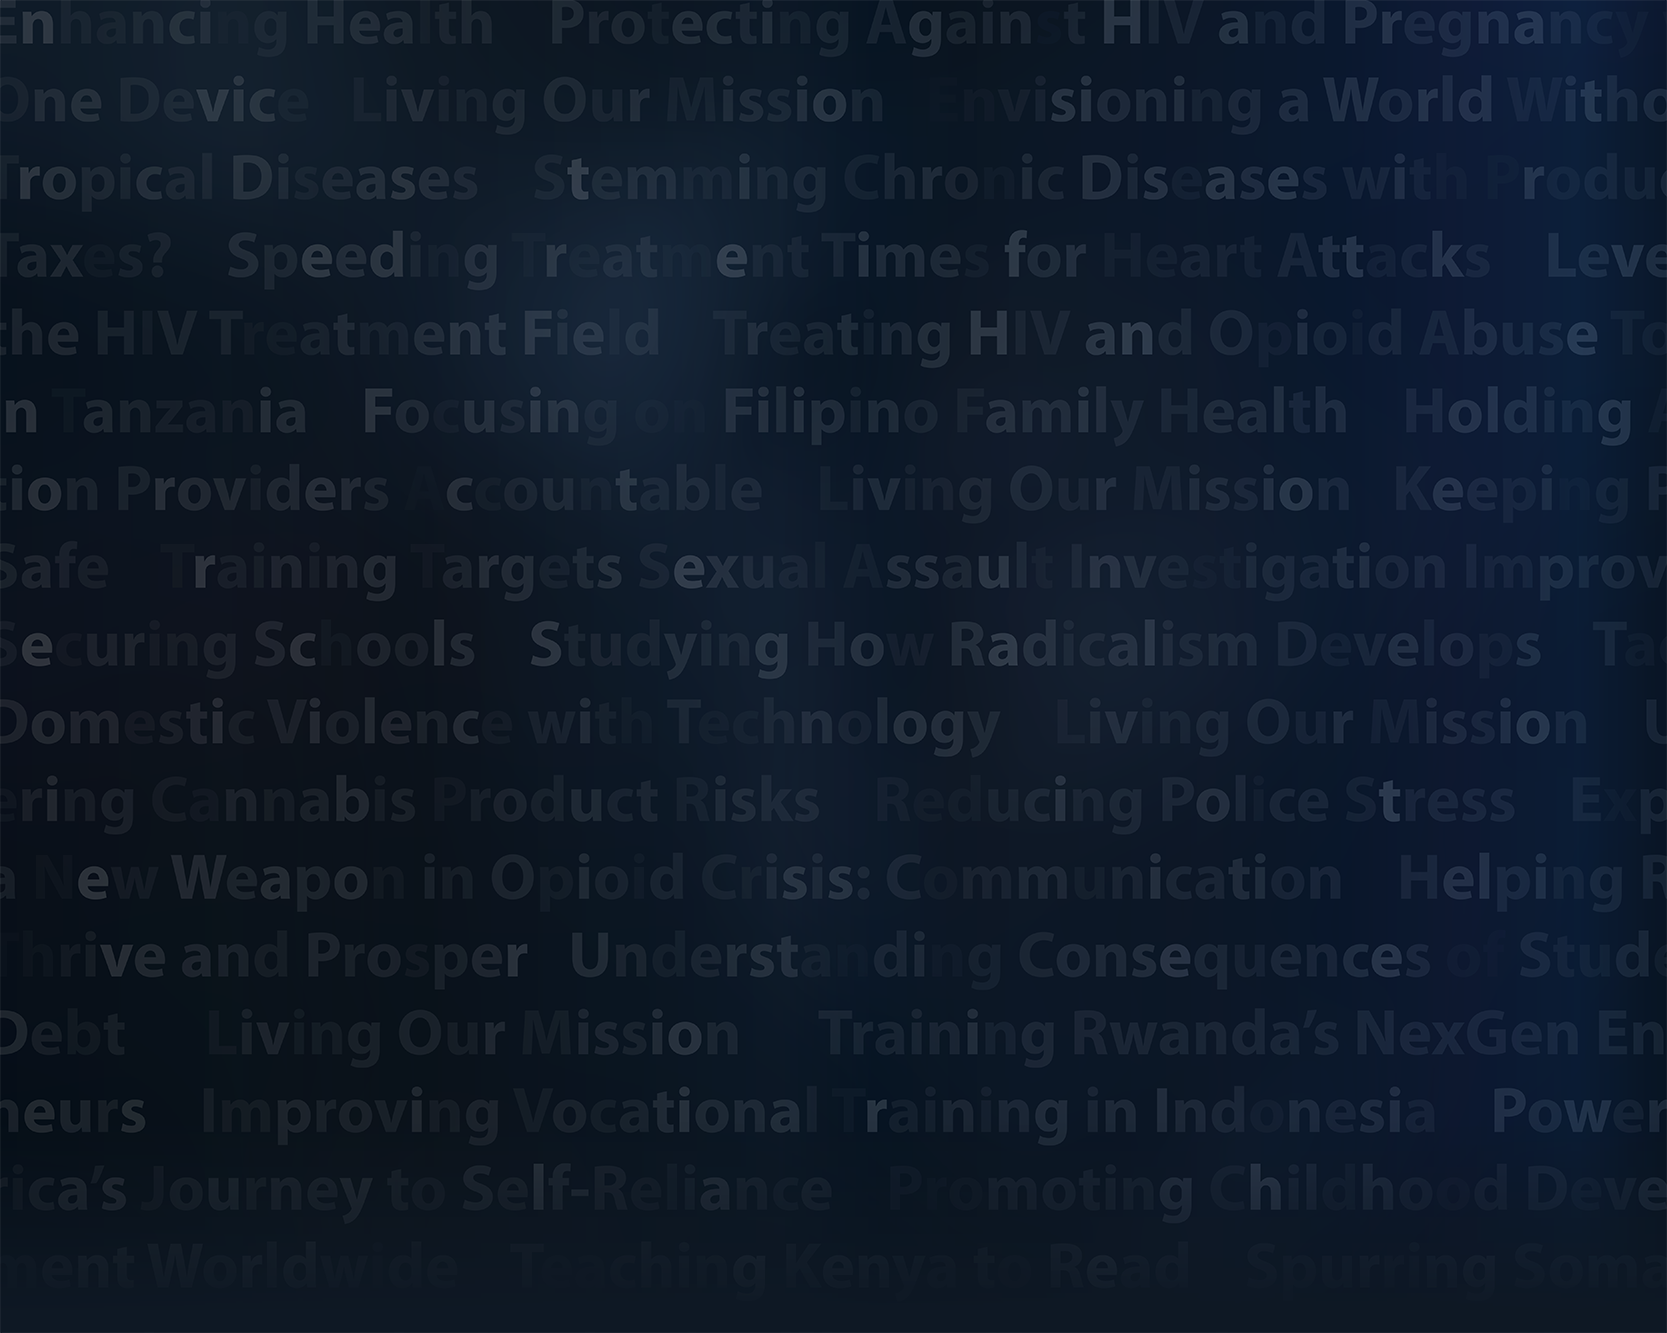 Enhancing Health Protecting Against HIV and Pregnancy
One Device Living Our Mission Envisioning a World Witho
Tropical Diseases Stemming Chronic Diseases with Produ
Taxes? Speeding Treatment Times for Heart Attacks Leve
the HIV Treatment Field Treating HIV and Opioid Abuse To
in Tanzania Focusing on Filipino Family Health Holding A
tion Providers Accountable Living Our Mission Keeping P
Safe Training Targets Sexual Assault Investigation Improv
Securing Schools Studying How Radicalism Develops Tac
Domestic Violence with Technology Living Our Mission U
ering Cannabis Product Risks Reducing Police Stress Exp
a New Weapon in Opioid Crisis: Communication Helping R
Thrive and Prosper Understanding Consequences of Stude
Debt Living Our Mission Training Rwanda’s NexGen En
neurs Improving Vocational Training in Indonesia Power
rica’s Journey to Self-Reliance Promoting Childhood Deve
ment Worldwide Teaching Kenya to Read Spurring Soma